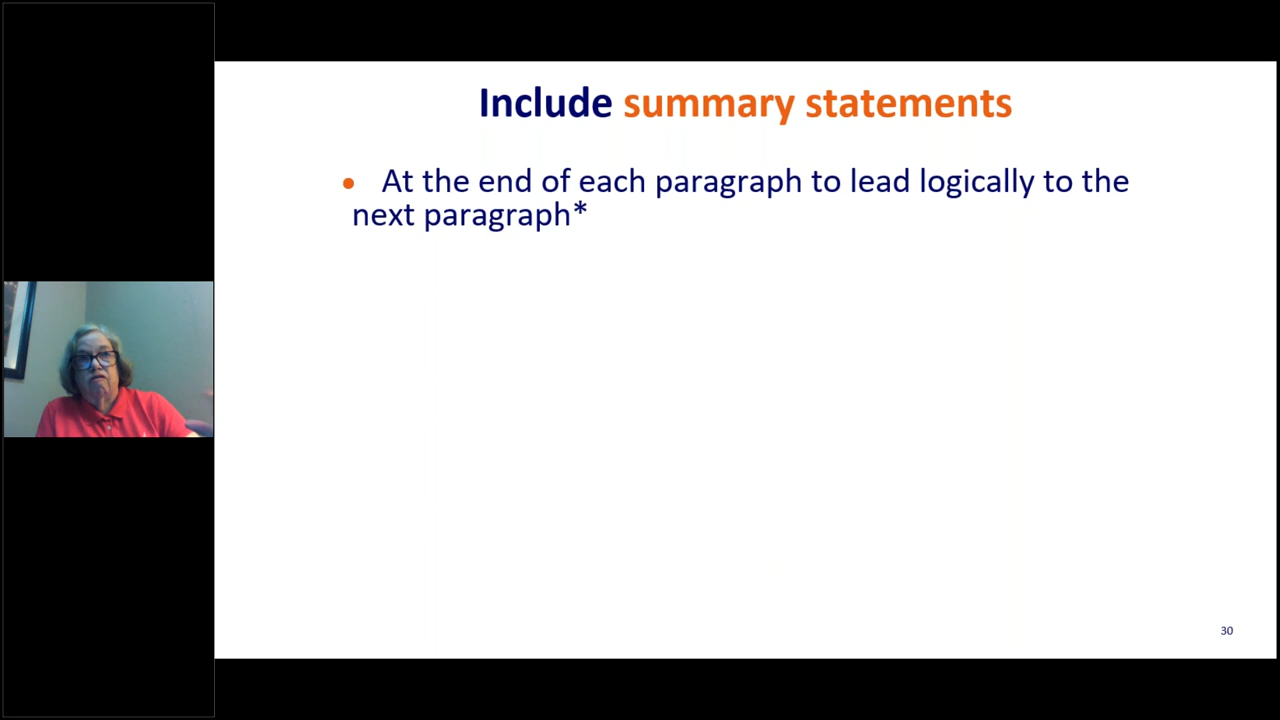 Include summary statements
• At the end of each paragraph to lead logically to the
next paragraph*
30